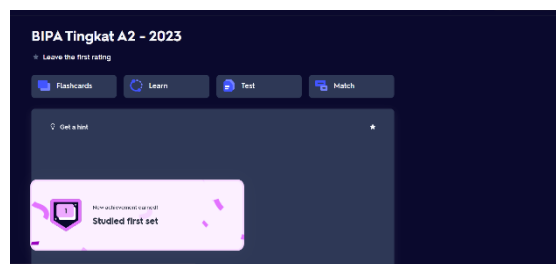 BIPA Tingkat A2 - 2023
Leave the first rating
Flashcards
Learn
Test
Match
Get a hint
1
New achievement earned!
Studied first set